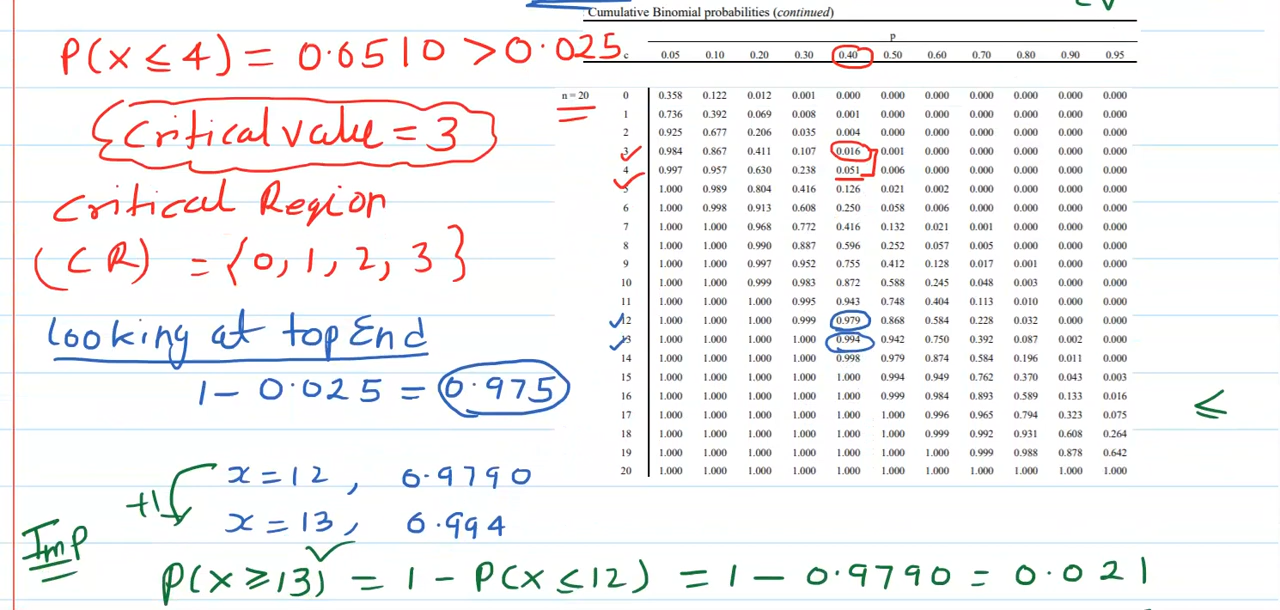 Cumulative Binomial probabilities (continued)
P(x ≤ 4) = 0.0510 > 0.025
Critical value = 3
Critical Region
(CR) = {0, 1, 2, 3}
looking at top End
1 - 0.025 = 0.975
x = 12 , 0.9790
+1
x = 13 , 0.994
Imp
P(x ≥ 13) = 1 - P(x ≤ 12) = 1 - 0.9790 = 0.021
≤
p
c 0.05 0.10 0.20 0.30 0.40 0.50 0.60 0.70 0.80 0.90 0.95
n = 20 0 0.358 0.122 0.012 0.001 0.000 0.000 0.000 0.000 0.000 0.000 0.000
1 0.736 0.392 0.069 0.008 0.001 0.000 0.000 0.000 0.000 0.000 0.000
2 0.925 0.677 0.206 0.035 0.004 0.000 0.000 0.000 0.000 0.000 0.000
3 0.984 0.867 0.411 0.107 0.016 0.001 0.000 0.000 0.000 0.000 0.000
4 0.997 0.957 0.630 0.238 0.051 0.006 0.000 0.000 0.000 0.000 0.000
5 1.000 0.989 0.804 0.416 0.126 0.021 0.002 0.000 0.000 0.000 0.000
6 1.000 0.998 0.913 0.608 0.250 0.058 0.006 0.000 0.000 0.000 0.000
7 1.000 1.000 0.968 0.772 0.416 0.132 0.021 0.001 0.000 0.000 0.000
8 1.000 1.000 0.990 0.887 0.596 0.252 0.057 0.005 0.000 0.000 0.000
9 1.000 1.000 0.997 0.952 0.755 0.412 0.128 0.017 0.001 0.000 0.000
10 1.000 1.000 0.999 0.983 0.872 0.588 0.245 0.048 0.003 0.000 0.000
11 1.000 1.000 1.000 0.995 0.943 0.748 0.404 0.113 0.010 0.000 0.000
12 1.000 1.000 1.000 0.999 0.979 0.868 0.584 0.228 0.032 0.000 0.000
13 1.000 1.000 1.000 1.000 0.994 0.942 0.750 0.392 0.087 0.002 0.000
14 1.000 1.000 1.000 1.000 0.998 0.979 0.874 0.584 0.196 0.011 0.000
15 1.000 1.000 1.000 1.000 1.000 0.994 0.949 0.762 0.370 0.043 0.003
16 1.000 1.000 1.000 1.000 1.000 0.999 0.984 0.893 0.589 0.133 0.016
17 1.000 1.000 1.000 1.000 1.000 1.000 0.996 0.965 0.794 0.323 0.075
18 1.000 1.000 1.000 1.000 1.000 1.000 0.999 0.992 0.931 0.608 0.264
19 1.000 1.000 1.000 1.000 1.000 1.000 1.000 0.999 0.988 0.878 0.642
20 1.000 1.000 1.000 1.000 1.000 1.000 1.000 1.000 1.000 1.000 1.000